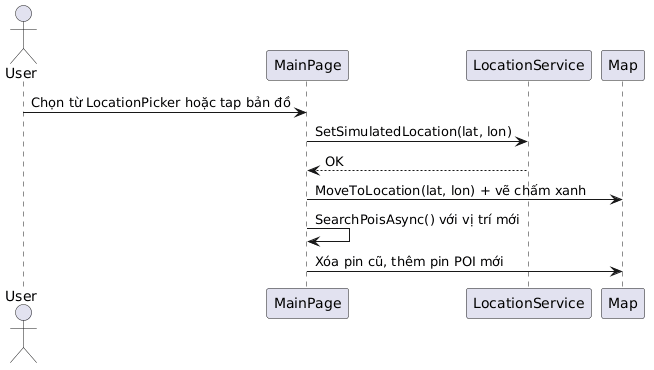 User
MainPage
LocationService
Map
Chọn từ LocationPicker hoặc tap bản đồ
SetSimulatedLocation(lat, lon)
OK
MoveToLocation(lat, lon) + vẽ chấm xanh
SearchPoisAsync() với vị trí mới
Xóa pin cũ, thêm pin POI mới
User
MainPage
LocationService
Map